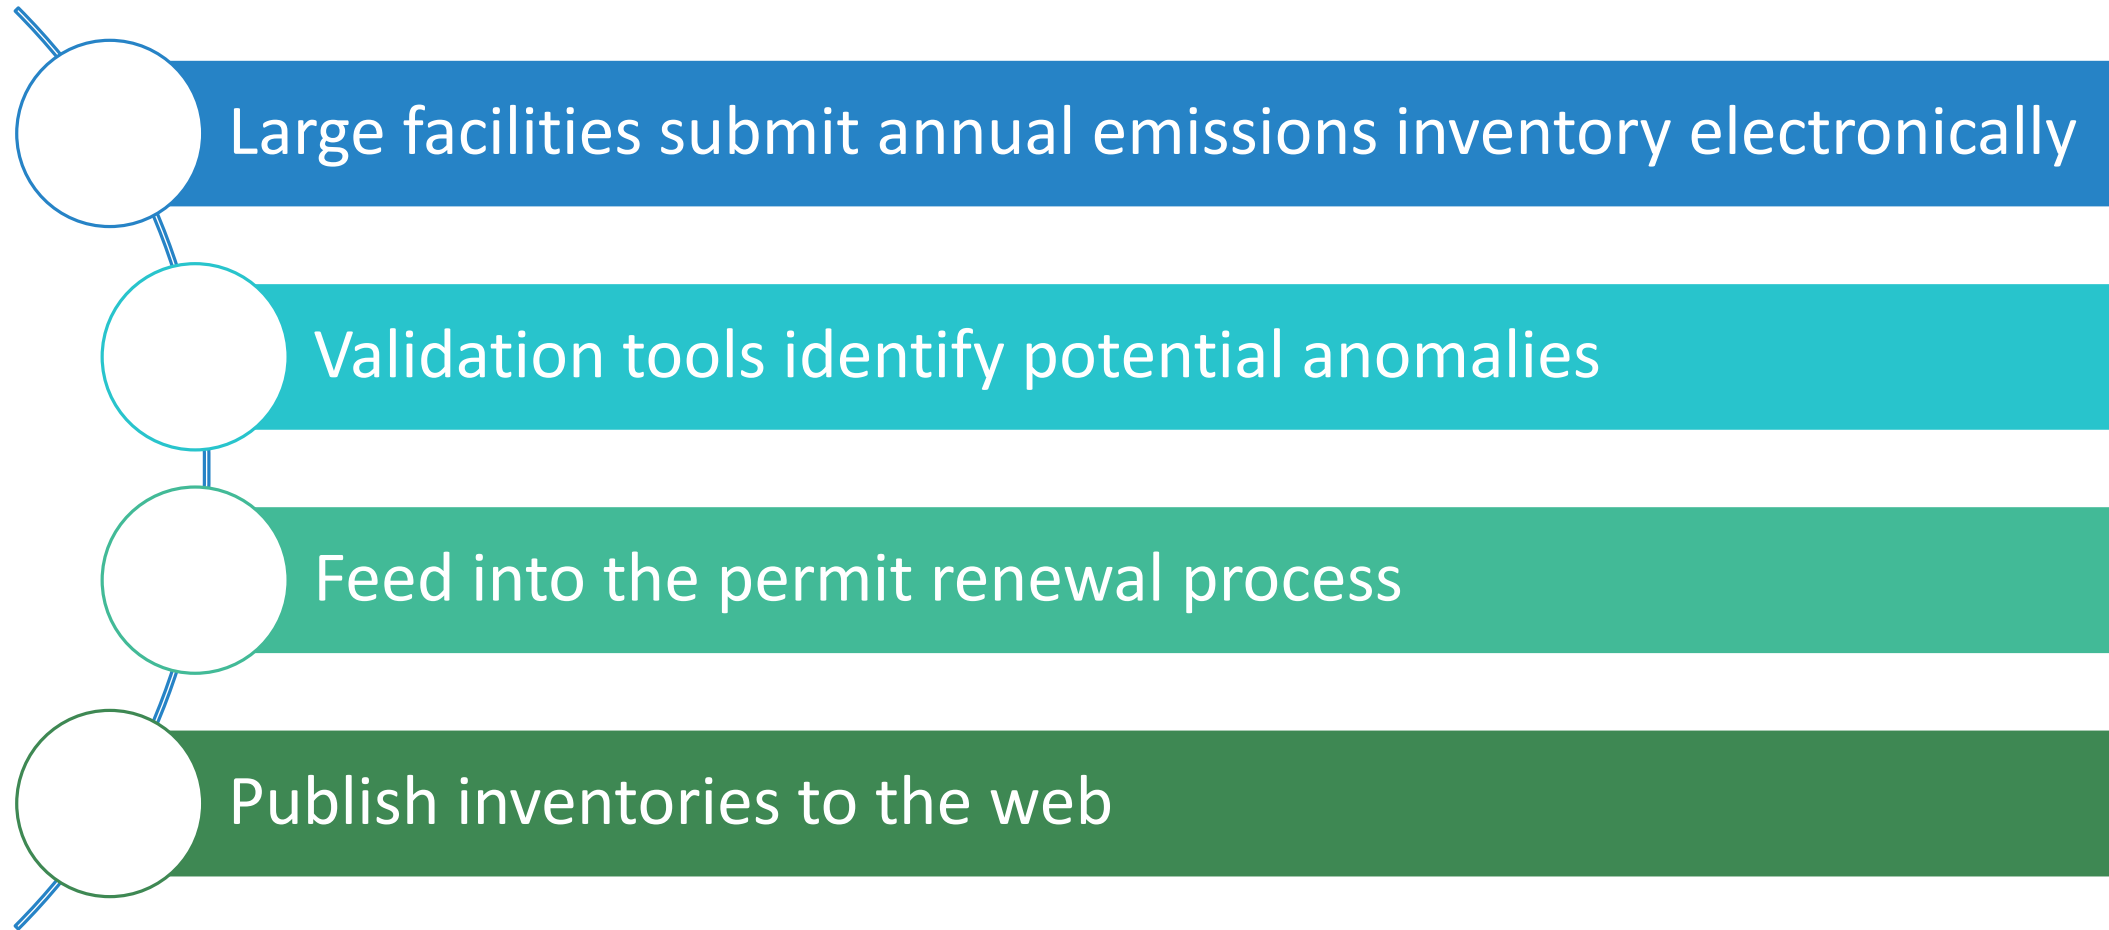 Large facilities submit annual emissions inventory electronically
Validation tools identify potential anomalies
Feed into the permit renewal process
Publish inventories to the web